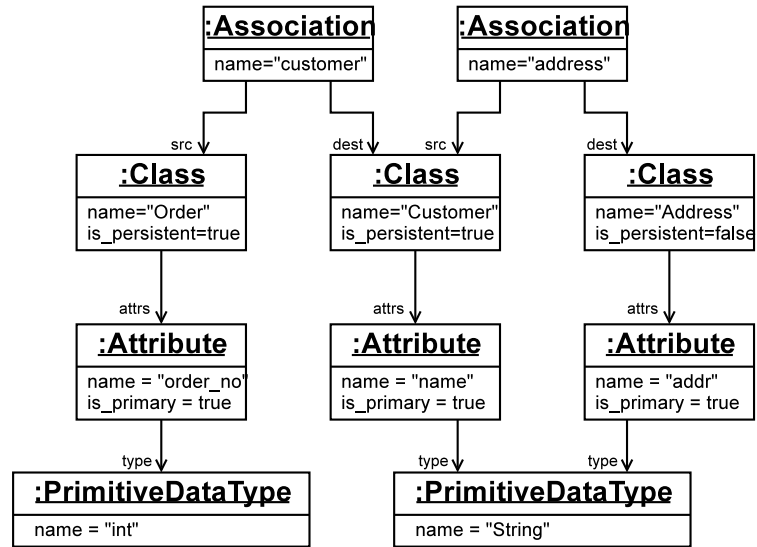 :Association
name="customer"
:Association
name="address"
src
dest
src
dest
:Class
name="Order"
is_persistent=true
:Class
name="Customer"
is_persistent=true
:Class
name="Address"
is_persistent=false
attrs
attrs
attrs
:Attribute
name = "order_no"
is_primary = true
:Attribute
name = "name"
is_primary = true
:Attribute
name = "addr"
is_primary = true
type
type
type
:PrimitiveDataType
name = "int"
:PrimitiveDataType
name = "String"